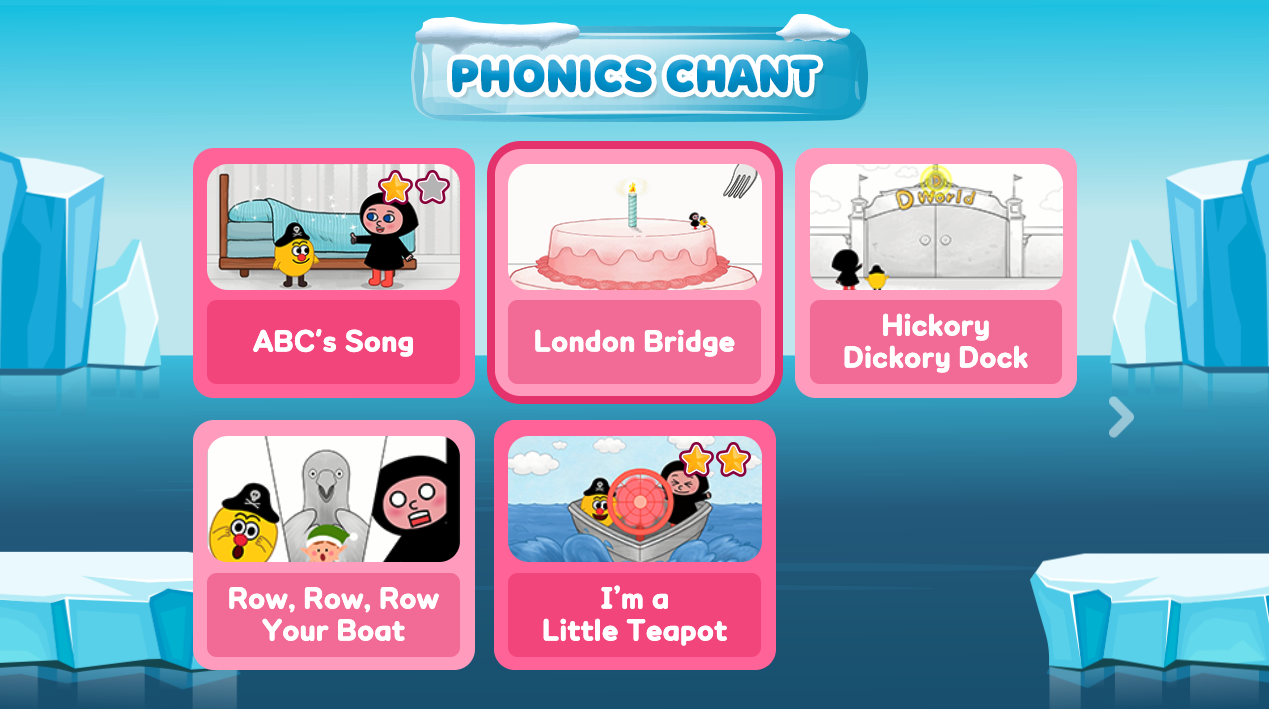 PHONICS CHANT
ABC's Song
London Bridge
D World
Hickory
Dickory Dock
Row, Row, Row
Your Boat
I'm a
Little Teapot